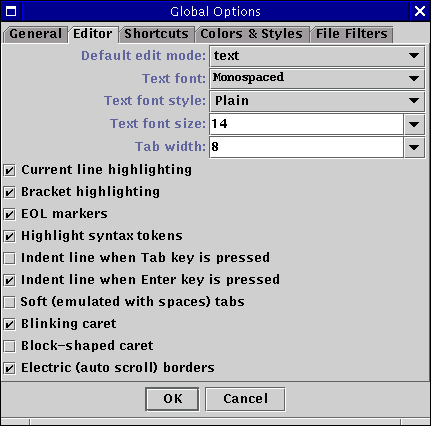 Global Options
General Editor Shortcuts Colors & Styles File Filters
Default edit mode: text
Text font: Monospaced
Text font style: Plain
Text font size: 14
Tab width: 8
Current line highlighting
Bracket highlighting
EOL markers
Highlight syntax tokens
Indent line when Tab key is pressed
Indent line when Enter key is pressed
Soft (emulated with spaces) tabs
Blinking caret
Block-shaped caret
Electric (auto scroll) borders
OK Cancel